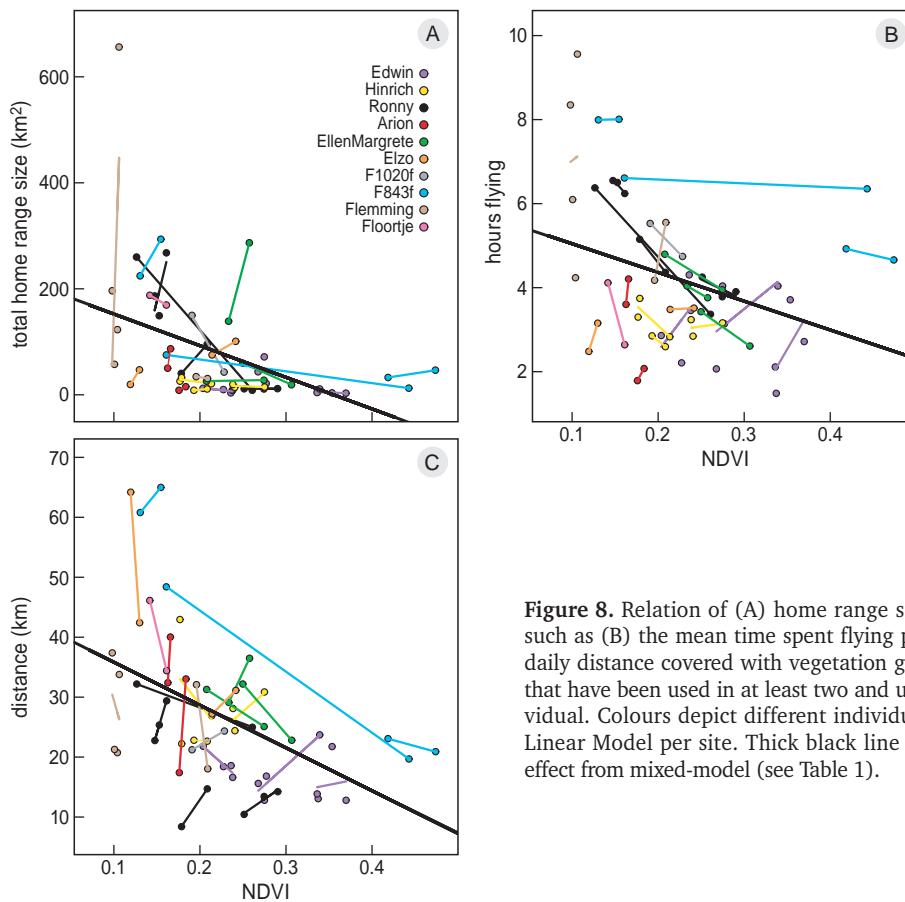 A
600
400
200
0
total home range size (km²)
Edwin
Hinrich
Ronny
Arion
EllenMargrete
Elzo
F1020f
F843f
Flemming
Floortje
B
10
8
6
4
2
hours flying
0.1 0.2 0.3 0.4
NDVI
C
70
60
50
40
30
20
10
distance (km)
0.1 0.2 0.3 0.4
NDVI
Figure 8. Relation of (A) home range s
such as (B) the mean time spent flying p
daily distance covered with vegetation g
that have been used in at least two and u
vidual. Colours depict different individu
Linear Model per site. Thick black line
effect from mixed-model (see Table 1).